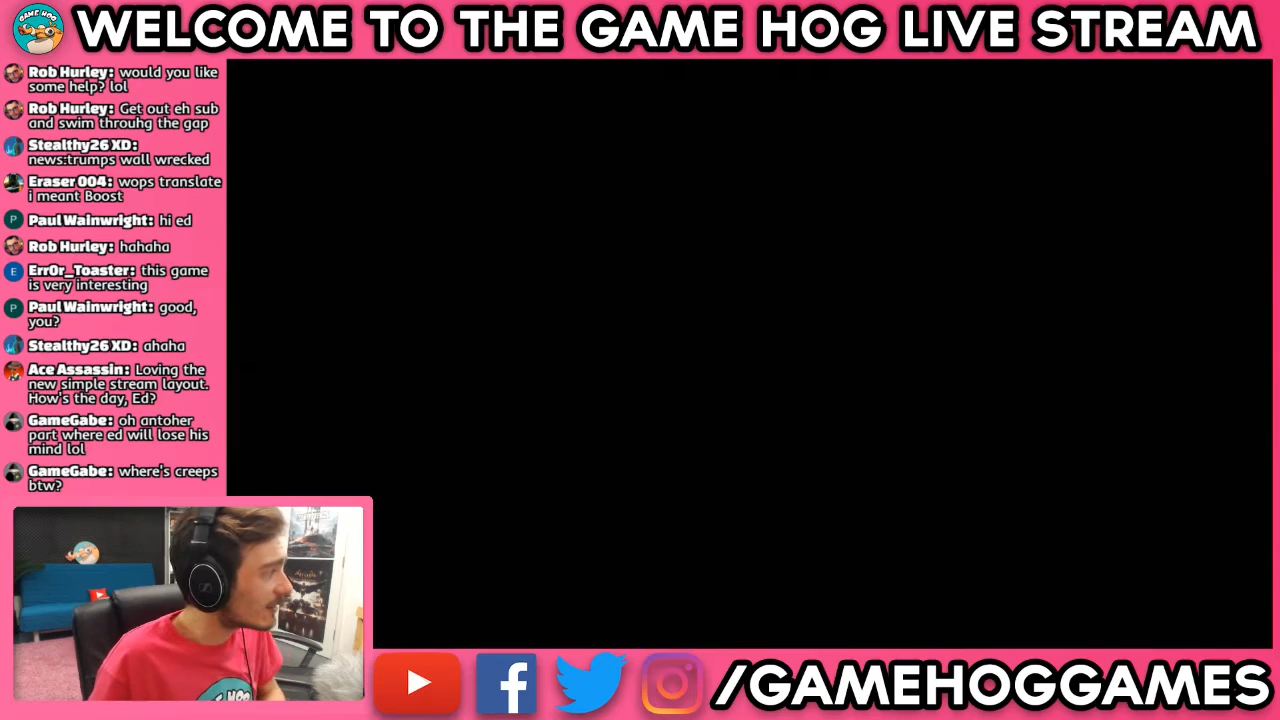 WELCOME TO THE GAME HOG LIVE STREAM
GAME HOG
Rob Hurley: would you like
some help? lol
Rob Hurley: Get out eh sub
and swim throuhg the gap
Stealthy26 XD:
news:trumps wall wrecked
Eraser 004: wops translate
i meant Boost
P
Paul Wainwright: hi ed
Rob Hurley: hahaha
E
Err0r_Toaster: this game
is very interesting
P
Paul Wainwright: good,
you?
Stealthy26 XD: ahaha
Ace Assassin: Loving the
new simple stream layout.
How's the day, Ed?
GameGabe: oh antoher
part where ed will lose his
mind lol
GameGabe: where's creeps
btw?
GAME HOG
/GAMEHOGGAMES